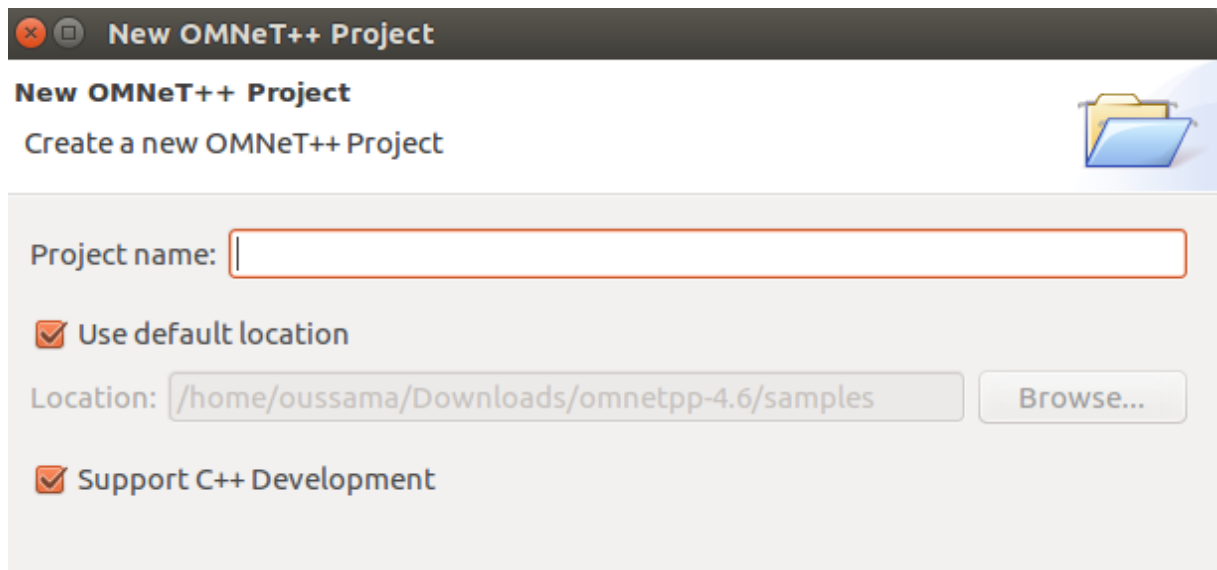 New OMNeT++ Project
New OMNeT++ Project
Create a new OMNeT++ Project
Project name:
Use default location
Location: /home/oussama/Downloads/omnetpp-4.6/samples Browse...
Support C++ Development